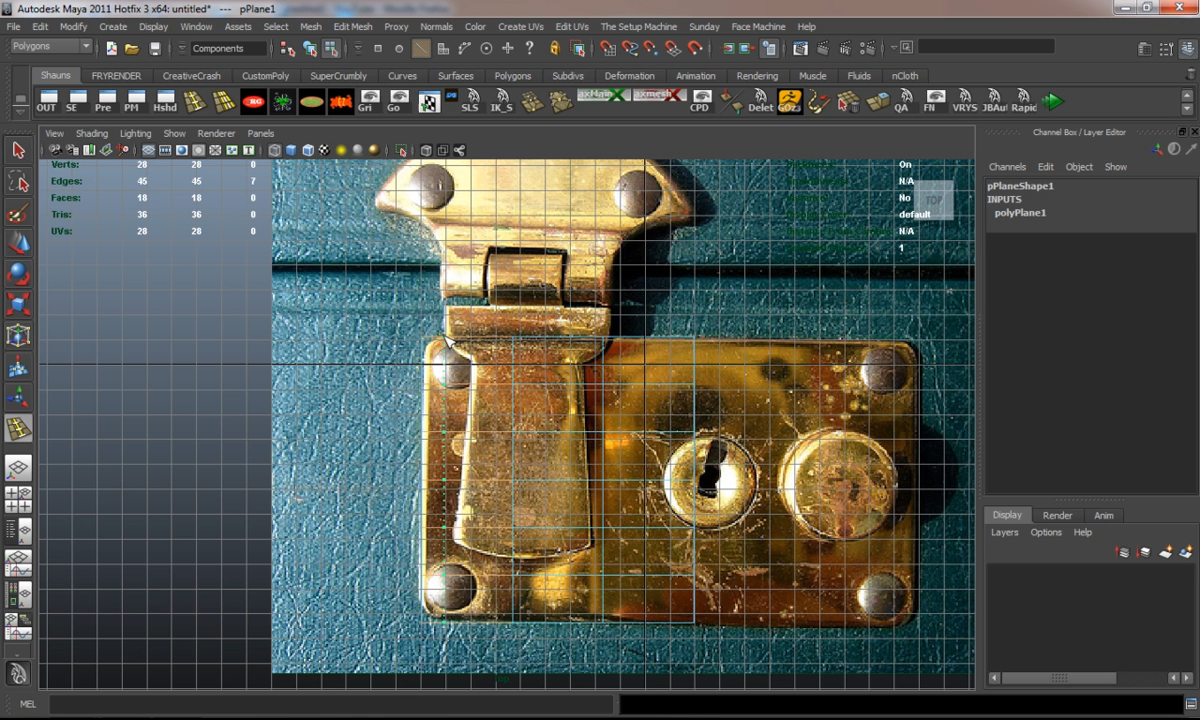 Autodesk Maya 2011 Hotfix 3 x64: untitled* --- pPlane1
File Edit Modify Create Display Window Assets Select Mesh Edit Mesh Proxy Normals Color Create UVs Edit UVs The Setup Machine Sunday Face Machine Help
Polygons Components
Shauns FRYRENDER CreativeCrash CustomPoly SuperCrumbly Curves Surfaces Polygons Subdivs Deformation Animation Rendering Muscle Fluids nCloth
OUT SE Pre PM Hshd Gri Go SLS IK_S CPD Delet GOz3 QA FN VRYS JBAu Rapid
View Shading Lighting Show Renderer Panels
Channel Box / Layer Editor
Channels Edit Object Show
Verts: 28 28 0 On
Edges: 45 45 7 N/A
Faces: 18 18 0 No
Tris: 36 36 0 default
UVs: 28 28 0 N/A
1
TOP
pPlaneShape1
INPUTS
polyPlane1
Display Render Anim
Layers Options Help
MEL